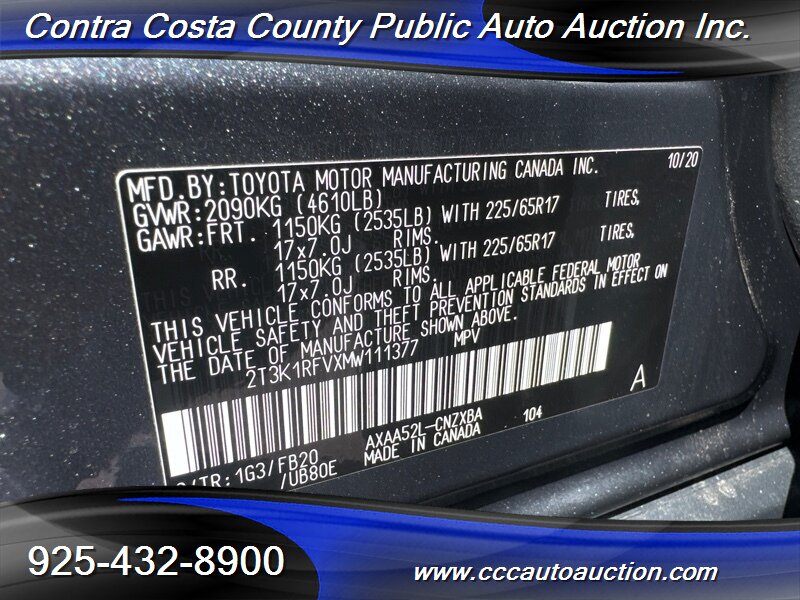 Contra Costa County Public Auto Auction Inc.
MFD. BY: TOYOTA MOTOR MANUFACTURING CANADA INC. 10/20
GVWR: 2090KG (4610LB)
GAWR: FRT. 1150KG (2535LB) WITH 225/65R17 TIRES,
17x7.0J RIMS.
RR. 1150KG (2535LB) WITH 225/65R17 TIRES,
17x7.0J RIMS.
THIS VEHICLE CONFORMS TO ALL APPLICABLE FEDERAL MOTOR
VEHICLE SAFETY AND THEFT PREVENTION STANDARDS IN EFFECT ON
THE DATE OF MANUFACTURE SHOWN ABOVE.
2T3K1RFVXMW111377 MPV
A
AXAA52L-CNZXBA 104
/TR: 1G3/FB20 MADE IN CANADA
/UB80E
925-432-8900
www.cccautoauction.com